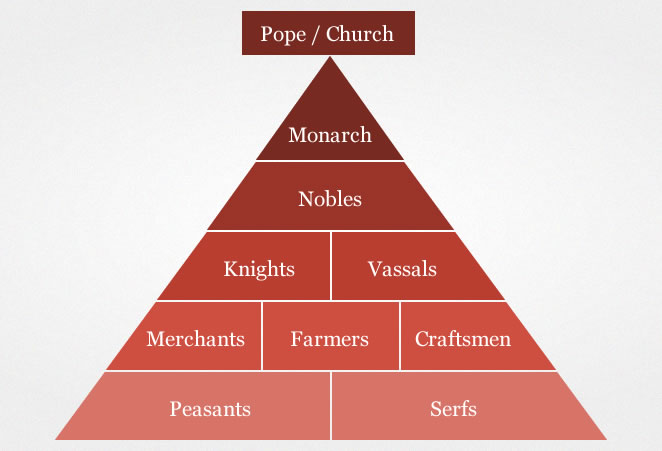 Pope / Church
Monarch
Nobles
Knights Vassals
Merchants Farmers Craftsmen
Peasants Serfs